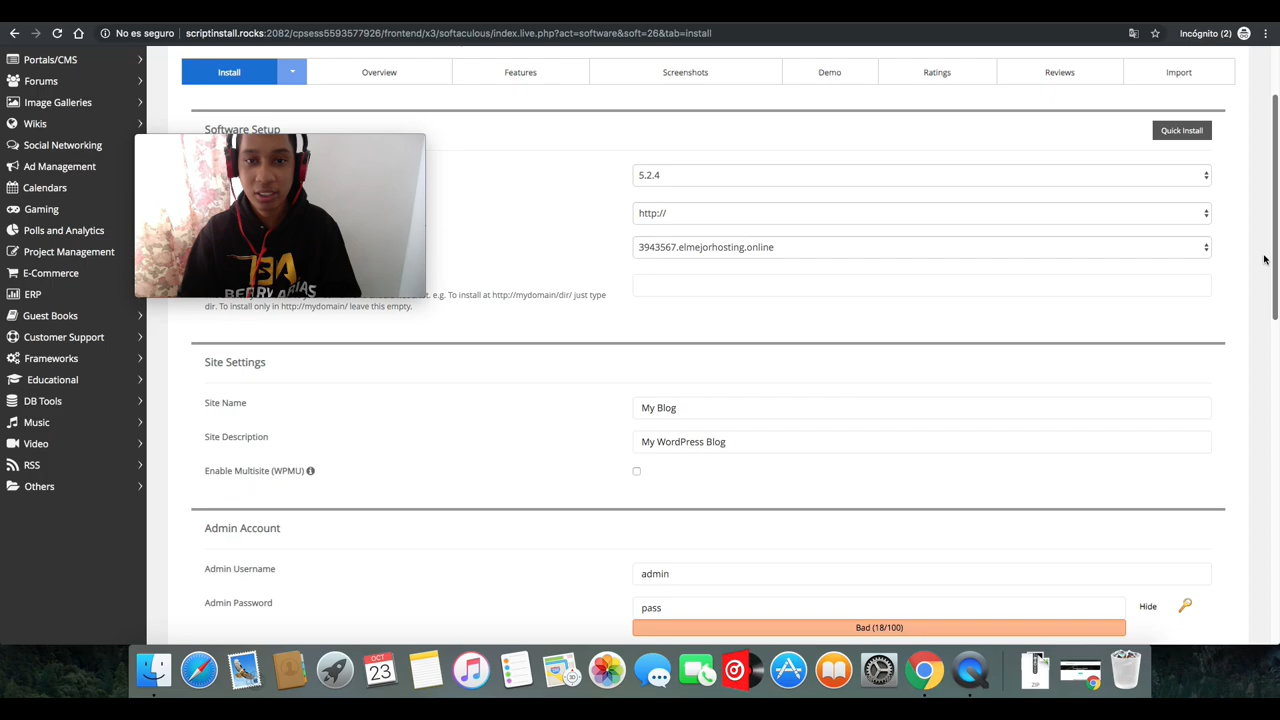 No es seguro
scriptinstall.rocks:2082/cpsess5593577926/frontend/x3/softaculous/index.live.php?act=software&soft=26&tab=install
Incógnito (2)
Portals/CMS
Forums
Image Galleries
Wikis
Social Networking
Ad Management
Calendars
Gaming
Polls and Analytics
Project Management
E-Commerce
ERP
Guest Books
Customer Support
Frameworks
Educational
DB Tools
Music
Video
RSS
Others
Install
Overview
Features
Screenshots
Demo
Ratings
Reviews
Import
Software Setup
Quick Install
5.2.4
http://
3943567.elmejorhosting.online
BERRY ARIAS
e.g. To install at http://mydomain/dir/ just type
dir. To install only in http://mydomain/ leave this empty.
Site Settings
Site Name
My Blog
Site Description
My WordPress Blog
Enable Multisite (WPMU)
Admin Account
Admin Username
admin
Admin Password
pass
Hide
Bad (18/100)
OCT
23
ZIP